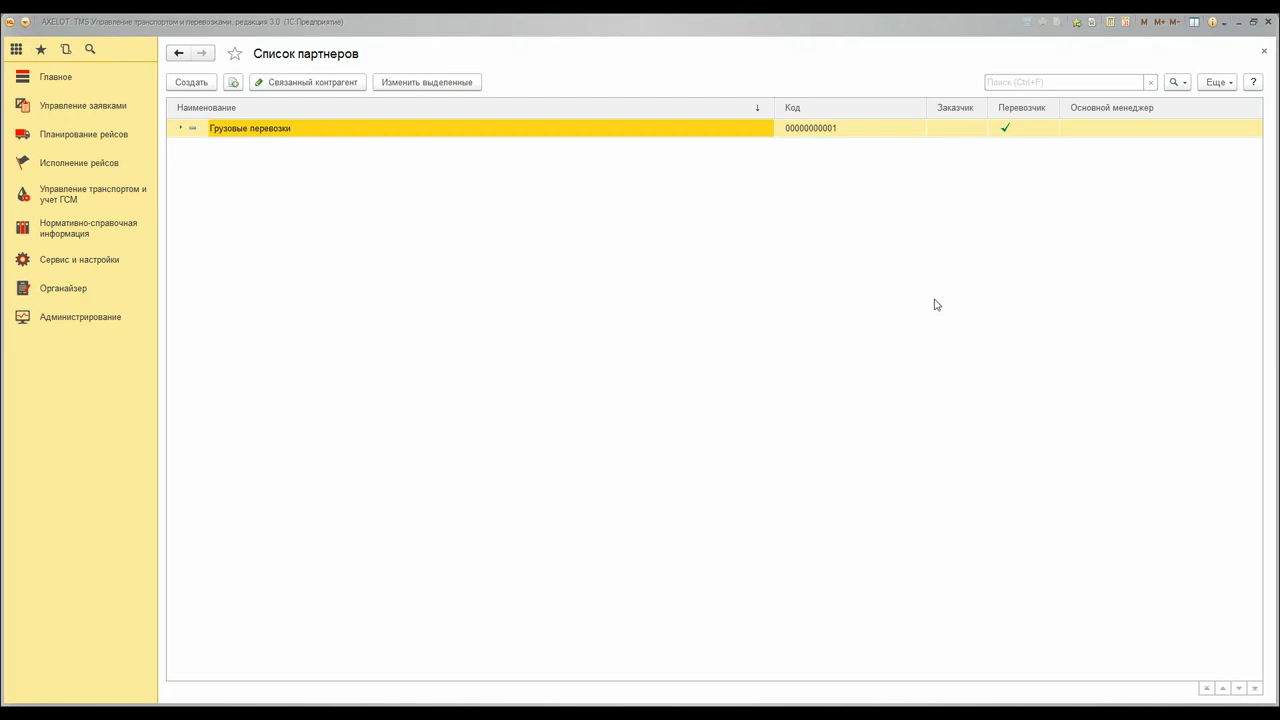 AXELOT: TMS Управление транспортом и перевозками, редакция 3.0 (1С:Предприятие)
M M+ M-
Главное
Управление заявками
Планирование рейсов
Исполнение рейсов
Управление транспортом и
учет ГСМ
Нормативно-справочная
информация
Сервис и настройки
Органайзер
Администрирование
Список партнеров
Создать
Связанный контрагент
Изменить выделенные
Поиск (Ctrl+F)
Еще
?
Наименование
Код
Заказчик
Перевозчик
Основной менеджер
Грузовые перевозки
00000000001